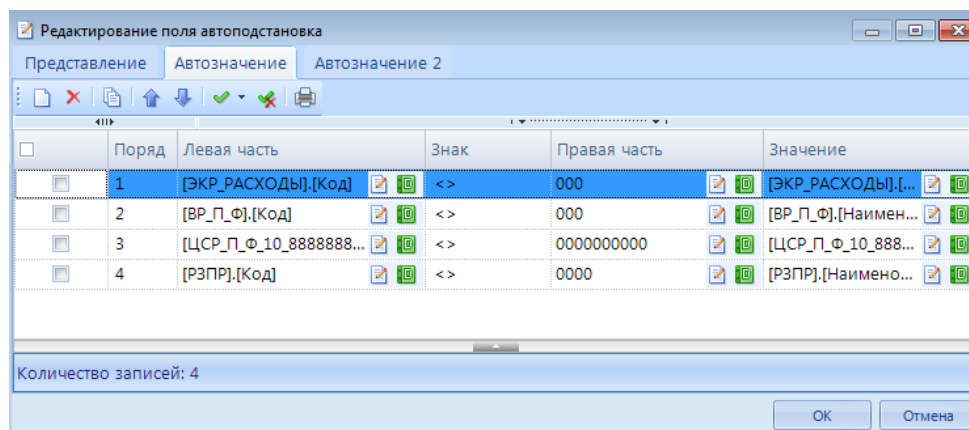 Редактирование поля автоподстановка
Представление Автозначение Автозначение 2
Поряд Левая часть Знак Правая часть Значение
1 [ЭКР_РАСХОДЫ].[Код] <> 000 [ЭКР_РАСХОДЫ].[...
2 [ВР_П_Ф].[Код] <> 000 [ВР_П_Ф].[Наимен...
3 [ЦСР_П_Ф_10_8888888... <> 0000000000 [ЦСР_П_Ф_10_888...
4 [РЗПР].[Код] <> 0000 [РЗПР].[Наимено...
Количество записей: 4
ОК Отмена